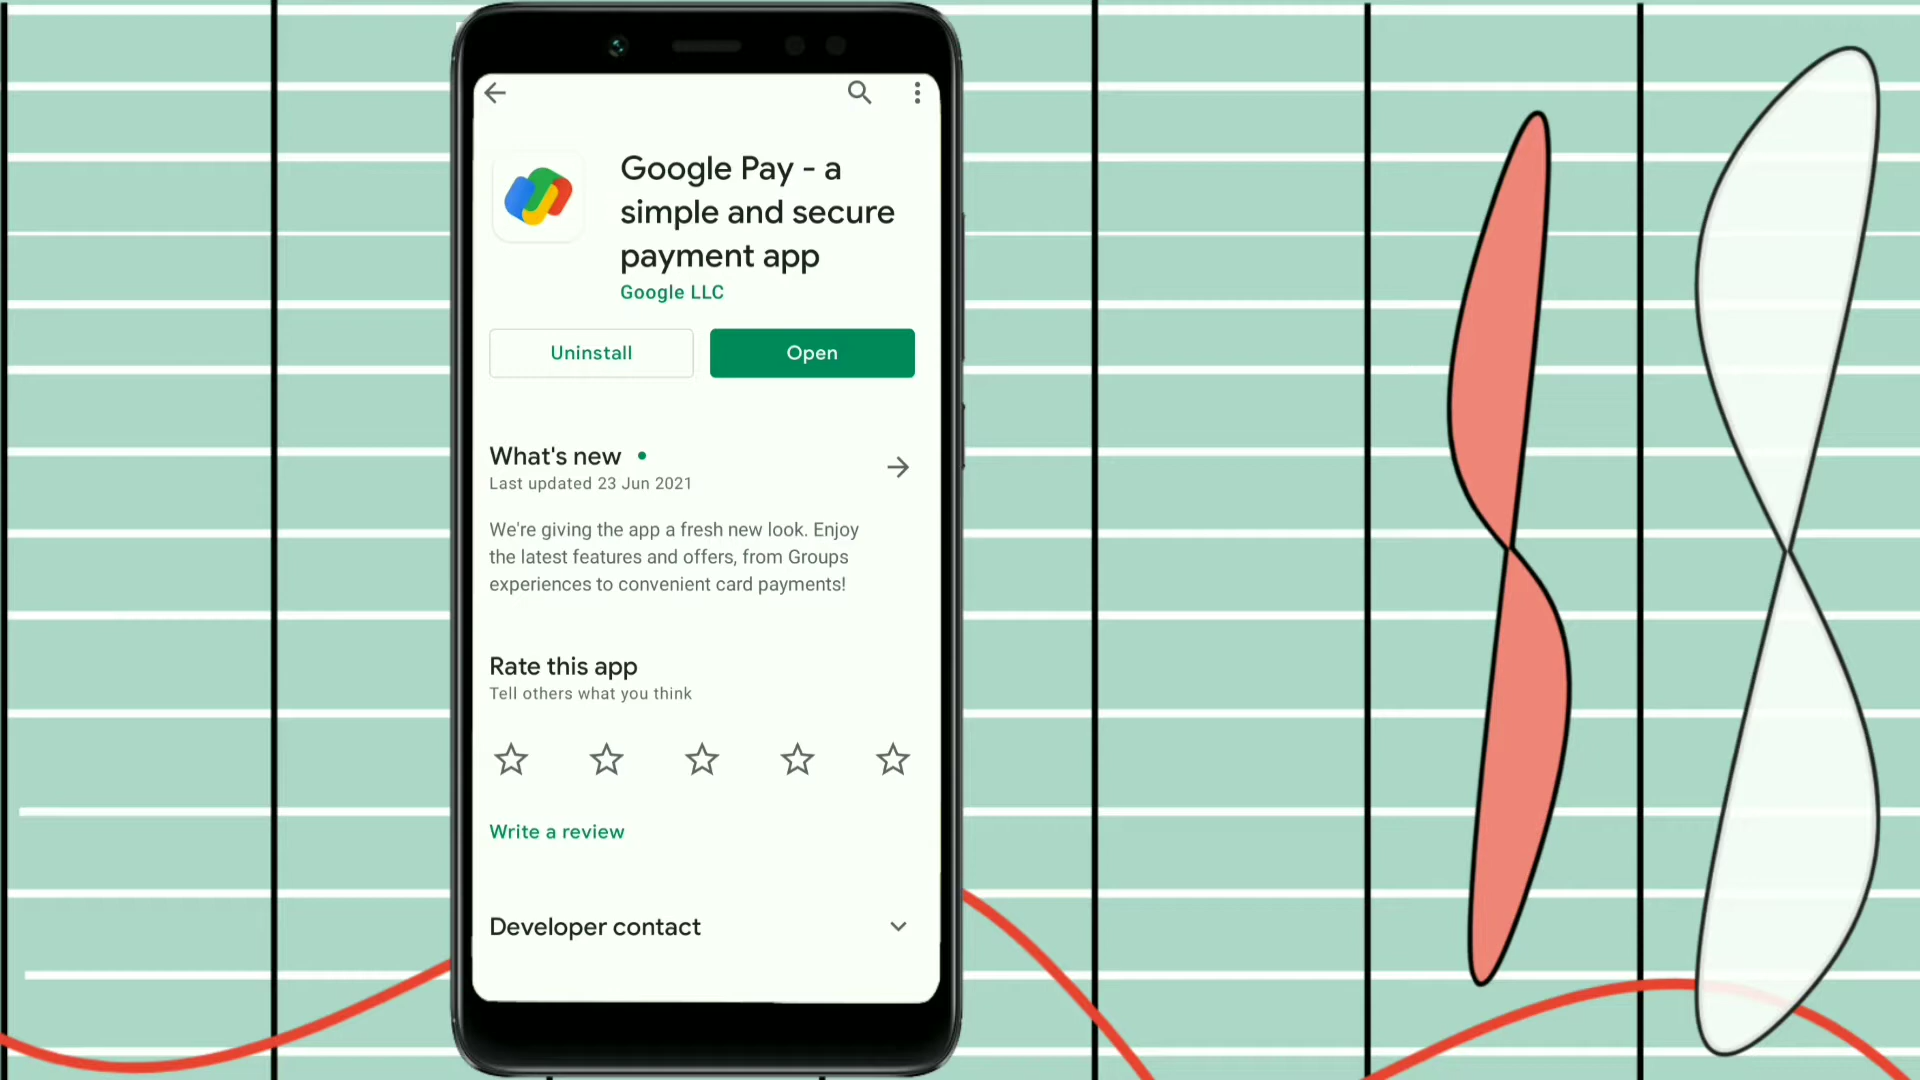 Google Pay - a
simple and secure
payment app
Google LLC
Uninstall
Open
What's new
Last updated 23 Jun 2021
We're giving the app a fresh new look. Enjoy
the latest features and offers, from Groups
experiences to convenient card payments!
Rate this app
Tell others what you think
Write a review
Developer contact